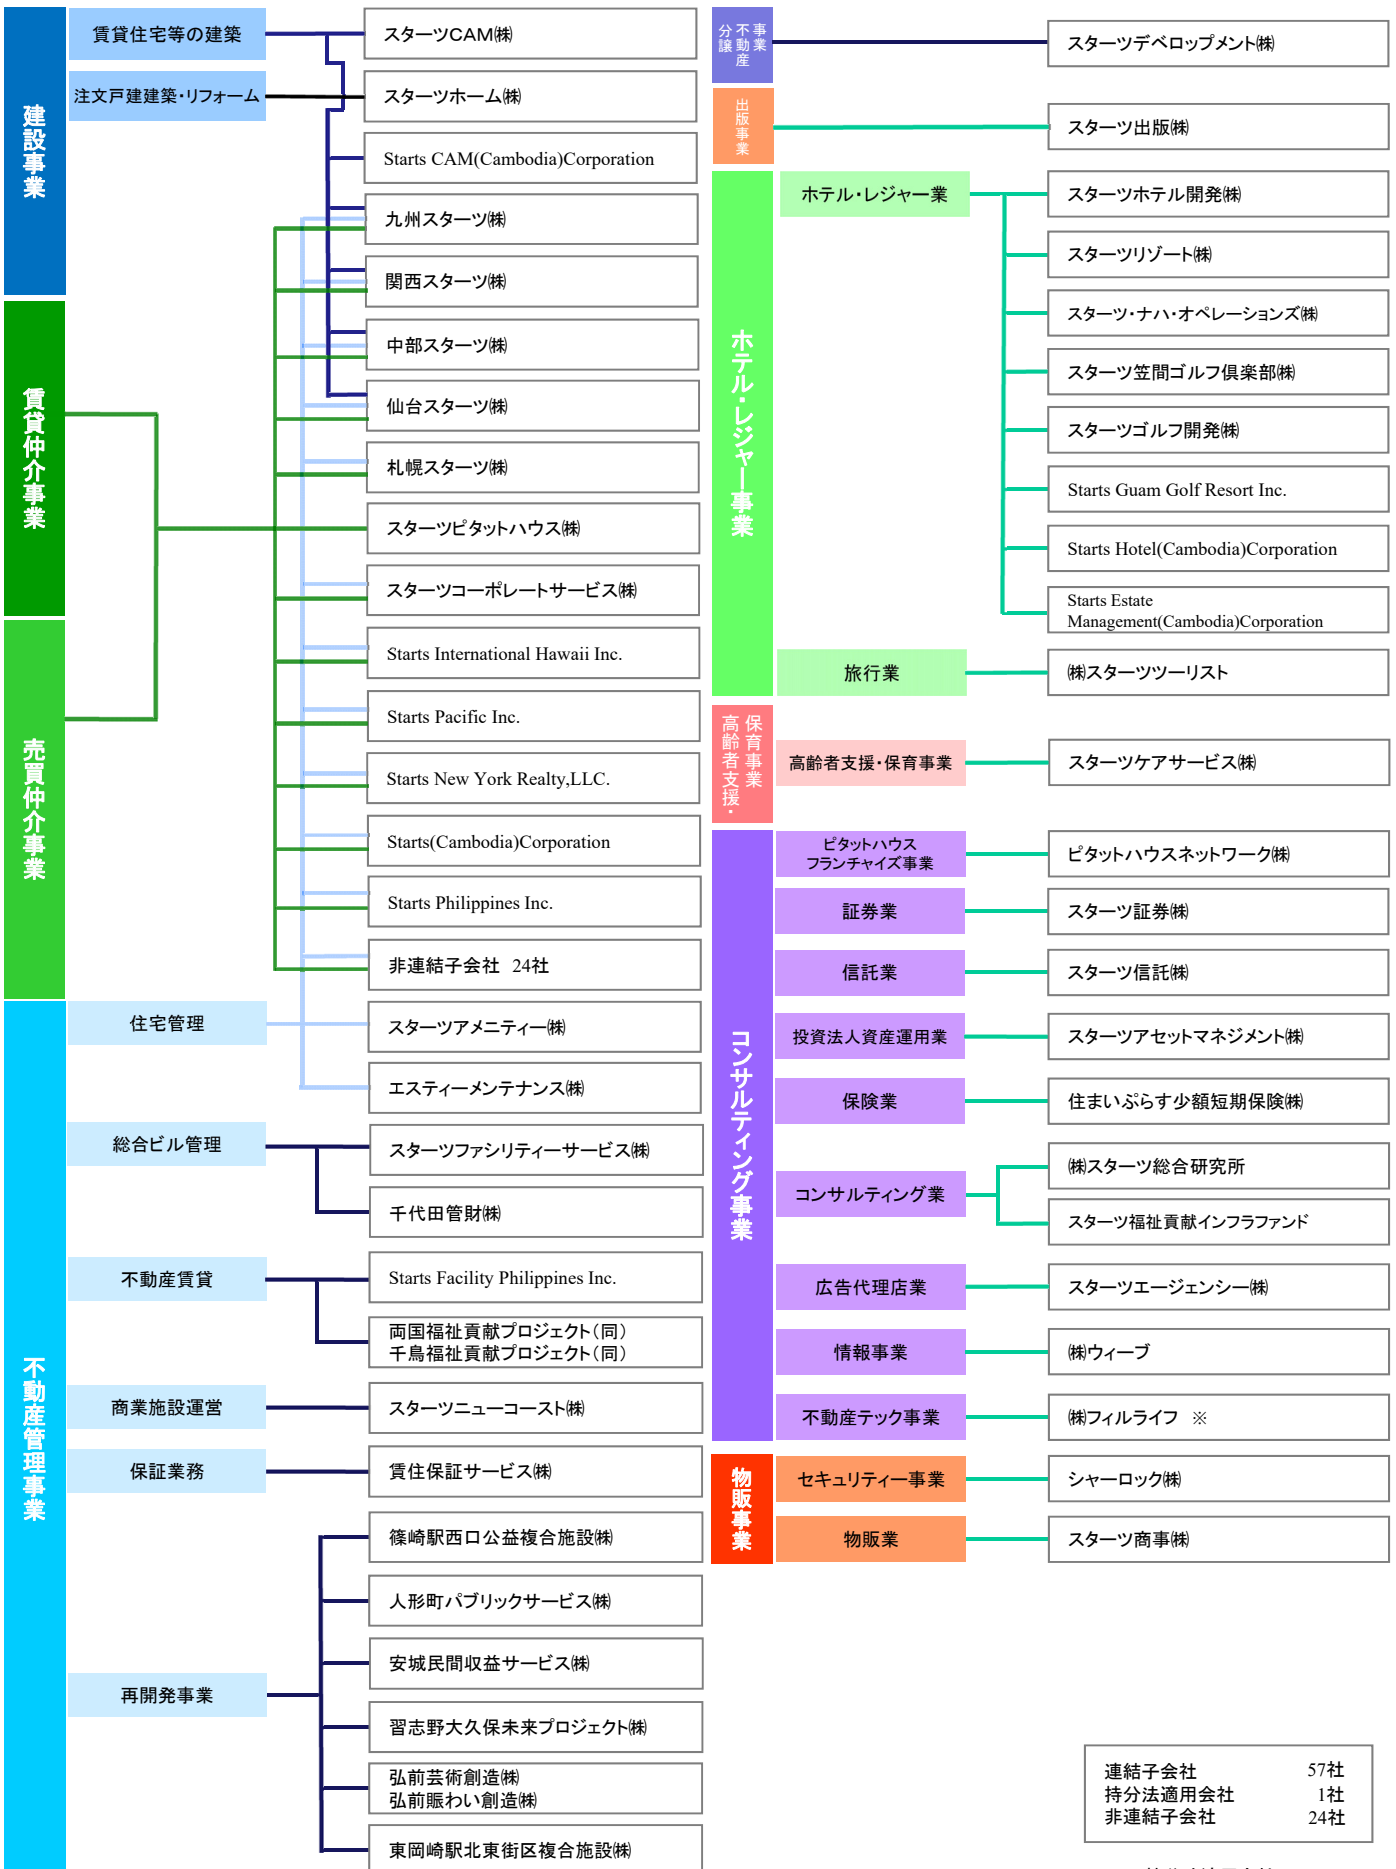 建設事業
賃貸住宅等の建築
スターツCAM㈱
注文戸建建築・リフォーム
スターツホーム㈱
Starts CAM(Cambodia)Corporation
九州スターツ㈱
関西スターツ㈱
中部スターツ㈱
仙台スターツ㈱
札幌スターツ㈱
賃貸仲介事業
スターツピタットハウス㈱
スターツコーポレートサービス㈱
Starts International Hawaii Inc.
売買仲介事業
Starts Pacific Inc.
Starts New York Realty,LLC.
Starts(Cambodia)Corporation
Starts Philippines Inc.
非連結子会社 24社
不動産管理事業
住宅管理
スターツアメニティー㈱
エスティーメンテナンス㈱
総合ビル管理
スターツファシリティーサービス㈱
千代田管財㈱
不動産賃貸
Starts Facility Philippines Inc.
両国福祉貢献プロジェクト(同)
千鳥福祉貢献プロジェクト(同)
商業施設運営
スターツニューコースト㈱
保証業務
賃住保証サービス㈱
再開発事業
篠崎駅西口公益複合施設㈱
人形町パブリックサービス㈱
安城民間収益サービス㈱
習志野大久保未来プロジェクト㈱
弘前芸術創造㈱
弘前賑わい創造㈱
東岡崎駅北東街区複合施設㈱
不動産
分譲
事業
スターツデベロップメント㈱
出版事業
スターツ出版㈱
ホテル・レジャー事業
ホテル・レジャー業
スターツホテル開発㈱
スターツリゾート㈱
スターツ・ナハ・オペレーションズ㈱
スターツ笠間ゴルフ倶楽部㈱
スターツゴルフ開発㈱
Starts Guam Golf Resort Inc.
Starts Hotel(Cambodia)Corporation
Starts Estate
Management(Cambodia)Corporation
旅行業
㈱スターツツーリスト
高齢者支援・
保育事業
高齢者支援・保育事業
スターツケアサービス㈱
コンサルティング事業
ピタットハウス
フランチャイズ事業
ピタットハウスネットワーク㈱
証券業
スターツ証券㈱
信託業
スターツ信託㈱
投資法人資産運用業
スターツアセットマネジメント㈱
保険業
住まいぷらす少額短期保険㈱
コンサルティング業
㈱スターツ総合研究所
スターツ福祉貢献インフラファンド
広告代理店業
スターツエージェンシー㈱
情報事業
㈱ウィーブ
不動産テック事業
㈱フィルライフ ※
物販事業
セキュリティー事業
シャーロック㈱
物販業
スターツ商事㈱
連結子会社 57社
持分法適用会社 1社
非連結子会社 24社